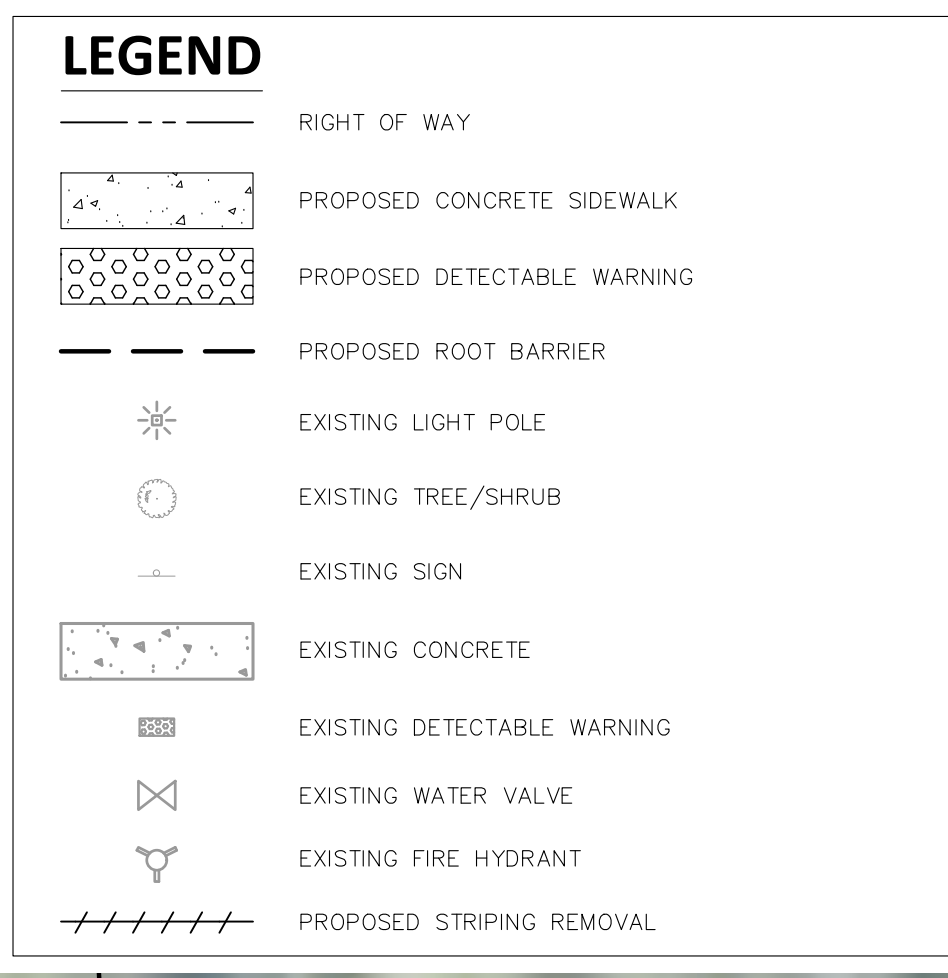 LEGEND
RIGHT OF WAY
PROPOSED CONCRETE SIDEWALK
PROPOSED DETECTABLE WARNING
PROPOSED ROOT BARRIER
EXISTING LIGHT POLE
EXISTING TREE/SHRUB
EXISTING SIGN
EXISTING CONCRETE
EXISTING DETECTABLE WARNING
EXISTING WATER VALVE
EXISTING FIRE HYDRANT
PROPOSED STRIPING REMOVAL